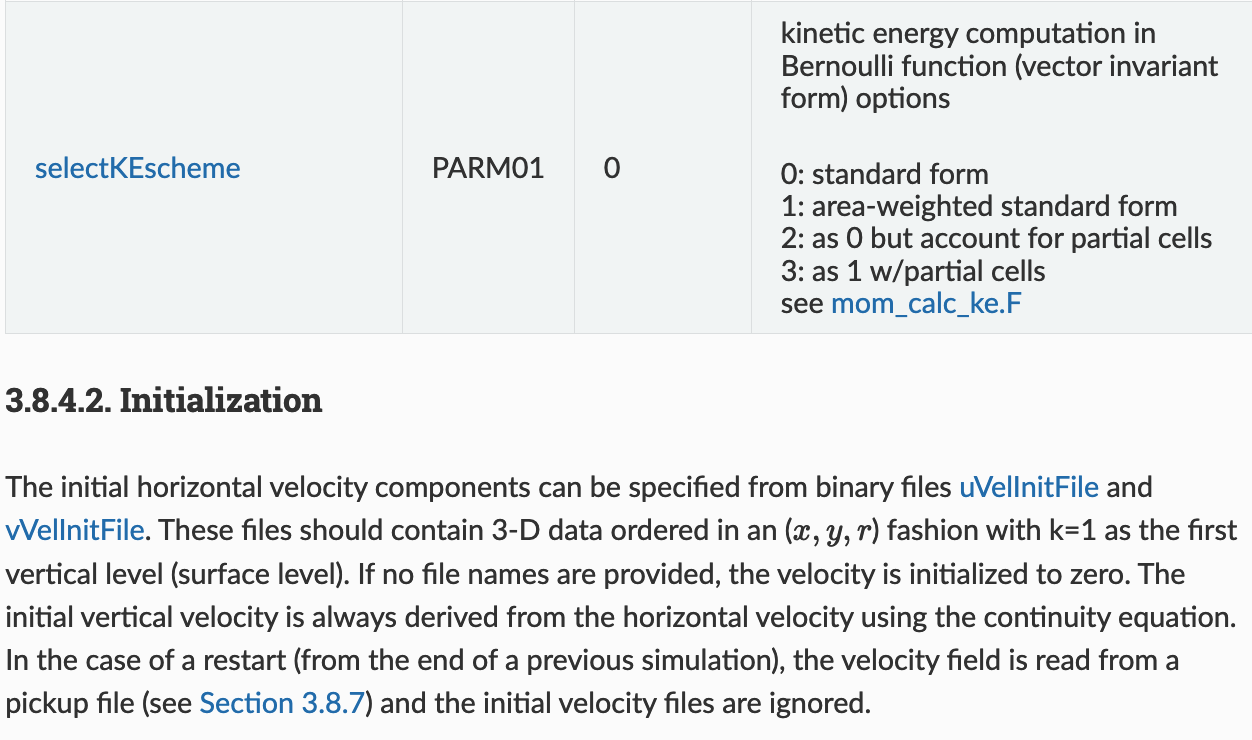 kinetic energy computation in
Bernoulli function (vector invariant
form) options
selectKEscheme PARM01 0
0: standard form
1: area-weighted standard form
2: as 0 but account for partial cells
3: as 1 w/partial cells
see mom_calc_ke.F
3.8.4.2. Initialization
The initial horizontal velocity components can be specified from binary files uVelInitFile and
vVelInitFile. These files should contain 3-D data ordered in an (x, y, r) fashion with k=1 as the first
vertical level (surface level). If no file names are provided, the velocity is initialized to zero. The
initial vertical velocity is always derived from the horizontal velocity using the continuity equation.
In the case of a restart (from the end of a previous simulation), the velocity field is read from a
pickup file (see Section 3.8.7) and the initial velocity files are ignored.